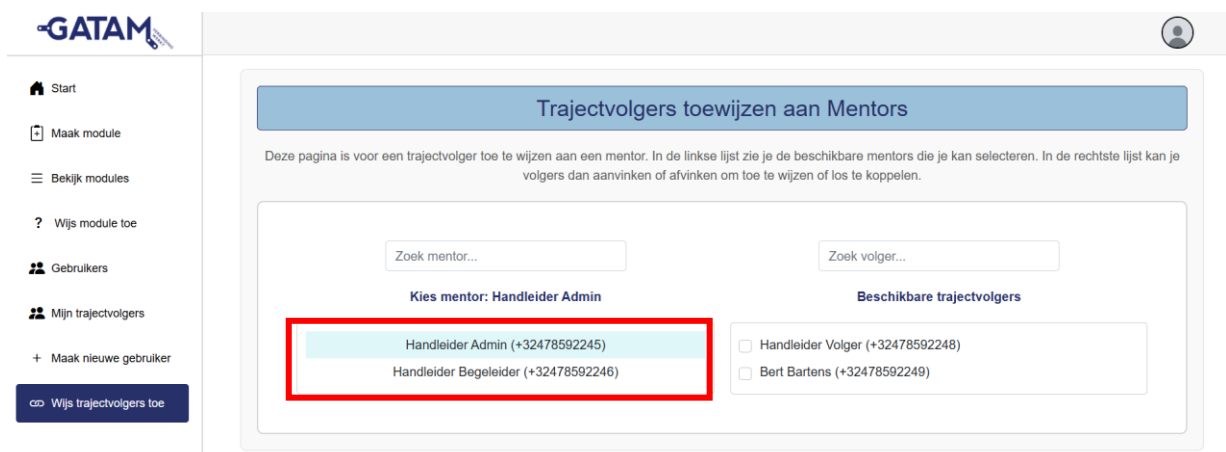 GATAM
Start
Maak module
Bekijk modules
? Wijs module toe
Gebruikers
Mijn trajectvolgers
+ Maak nieuwe gebruiker
Wijs trajectvolgers toe
Trajectvolgers toewijzen aan Mentors
Deze pagina is voor een trajectvolger toe te wijzen aan een mentor. In de linkse lijst zie je de beschikbare mentors die je kan selecteren. In de rechtste lijst kan je
volgers dan aanvinken of afvinken om toe te wijzen of los te koppelen.
Zoek mentor...
Kies mentor: Handleider Admin
Handleider Admin (+32478592245)
Handleider Begeleider (+32478592246)
Zoek volger...
Beschikbare trajectvolgers
Handleider Volger (+32478592248)
Bert Bartens (+32478592249)